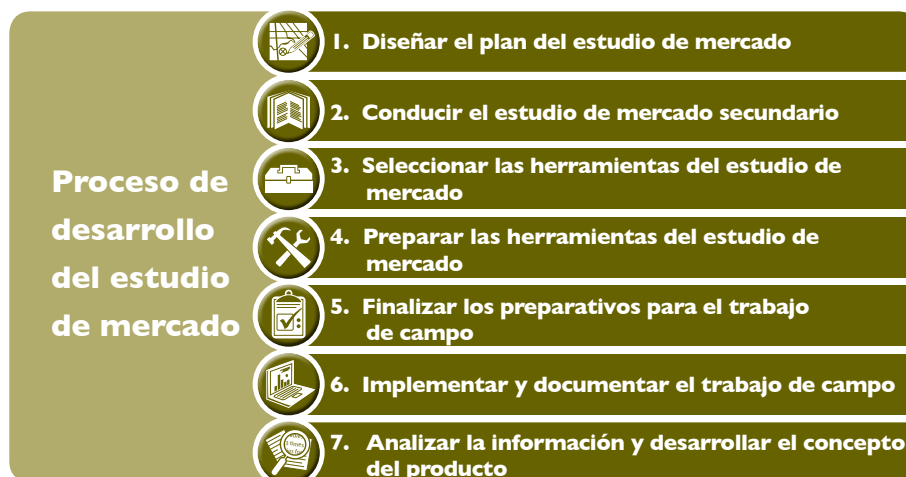 Proceso de
desarrollo
del estudio
de mercado
1. Diseñar el plan del estudio de mercado
2. Conducir el estudio de mercado secundario
3. Seleccionar las herramientas del estudio de
mercado
4. Preparar las herramientas del estudio de
mercado
5. Finalizar los preparativos para el trabajo
de campo
6. Implementar y documentar el trabajo de campo
7. Analizar la información y desarrollar el concepto
del producto